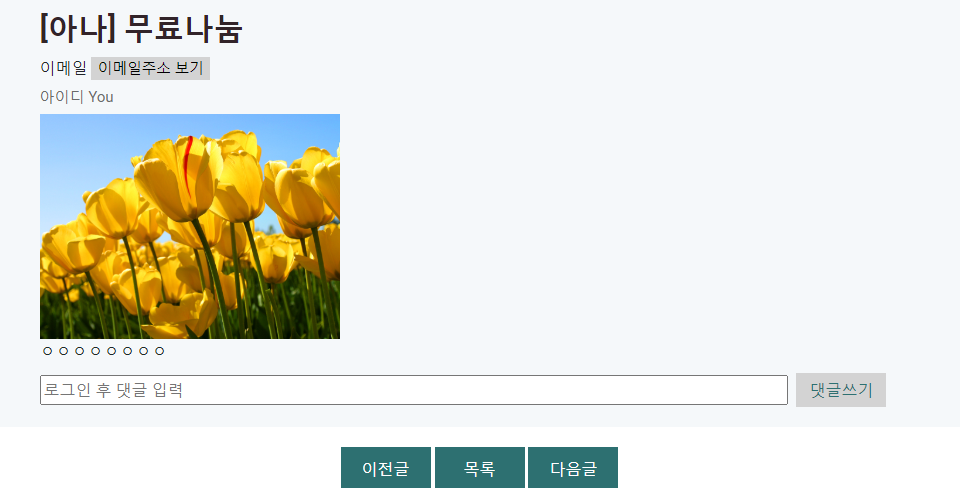 [아나] 무료나눔
이메일 이메일주소 보기
아이디 You
ㅇㅇㅇㅇㅇㅇㅇㅇ
로그인 후 댓글 입력 댓글쓰기
이전글 목록 다음글